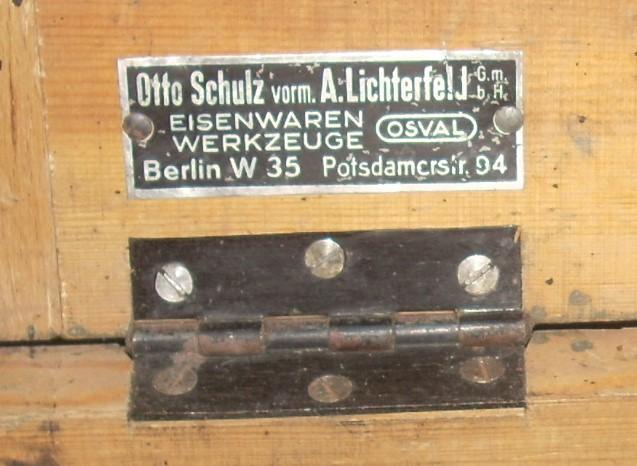 Otto Schulz vorm. A. Lichterfeld G.m.b.H.
EISENWAREN
WERKZEUGE OSVAL
Berlin W 35 Potsdamerstr. 94